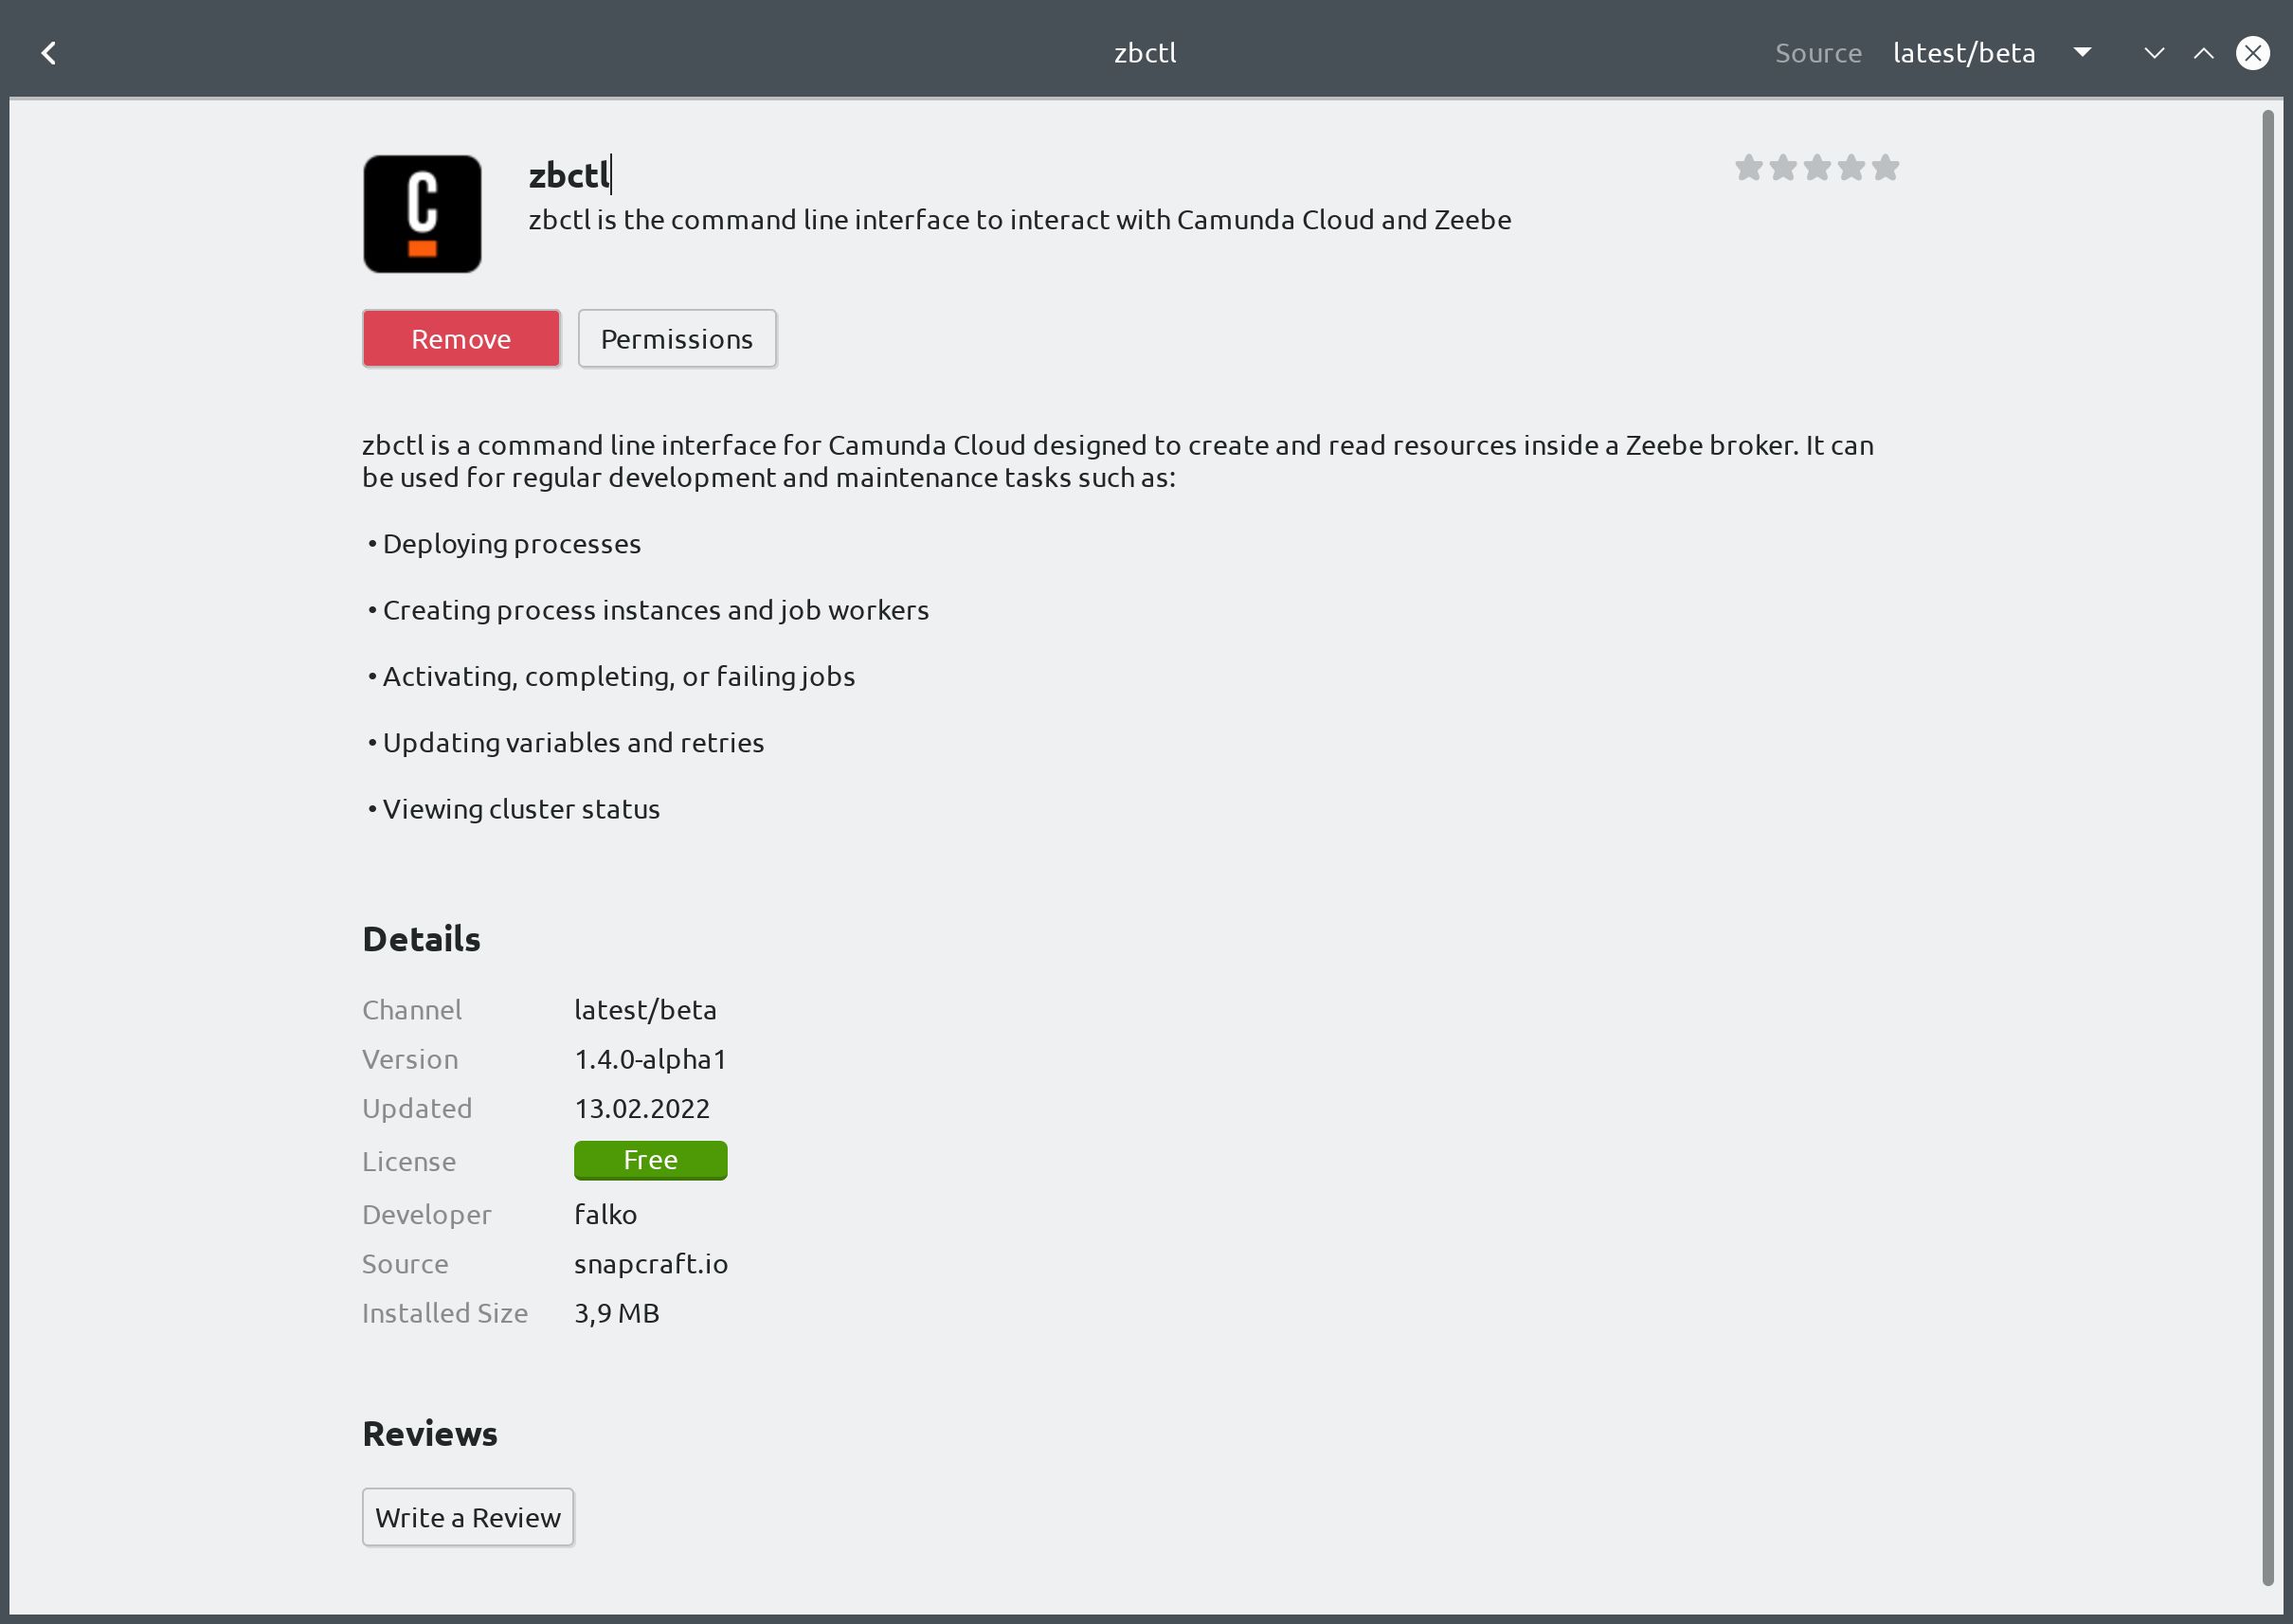 zbctl
Source latest/beta
zbctl
zbctl is the command line interface to interact with Camunda Cloud and Zeebe
Remove
Permissions
zbctl is a command line interface for Camunda Cloud designed to create and read resources inside a Zeebe broker. It can
be used for regular development and maintenance tasks such as:
• Deploying processes
• Creating process instances and job workers
• Activating, completing, or failing jobs
• Updating variables and retries
• Viewing cluster status
Details
Channel latest/beta
Version 1.4.0-alpha1
Updated 13.02.2022
License Free
Developer falko
Source snapcraft.io
Installed Size 3,9 MB
Reviews
Write a Review